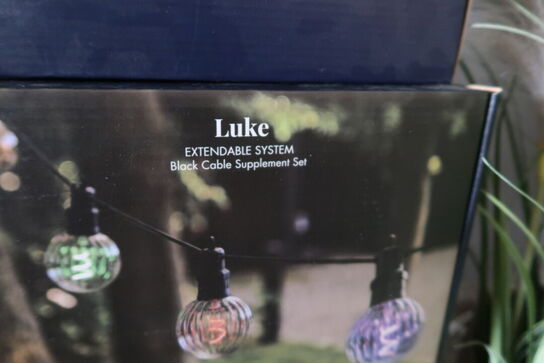 Luke
EXTENDABLE SYSTEM
Black Cable Supplement Set